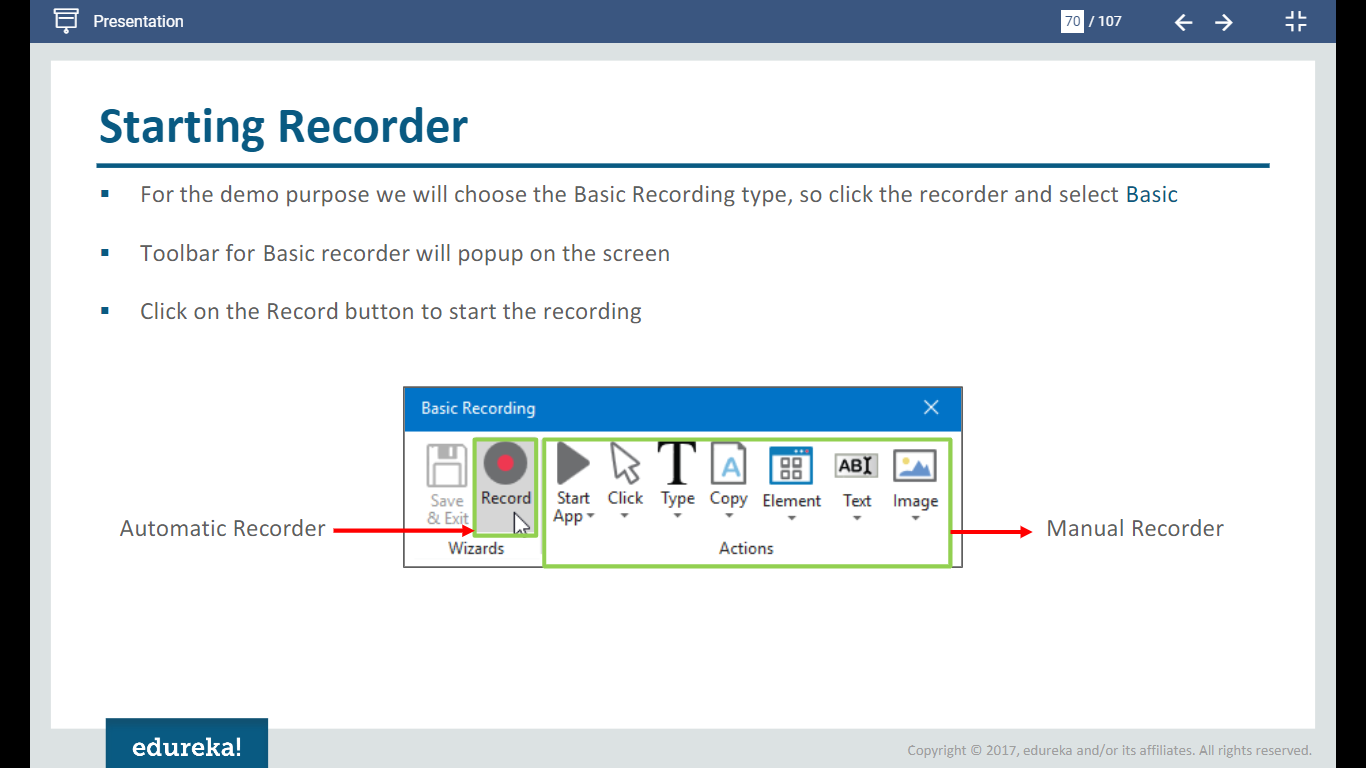 Presentation
70 / 107
Starting Recorder
For the demo purpose we will choose the Basic Recording type, so click the recorder and select Basic
Toolbar for Basic recorder will popup on the screen
Click on the Record button to start the recording
Basic Recording
Save & Exit
Record
Start App
Click
Type
Copy
A
Element
ABI
Text
Image
Wizards
Actions
Automatic Recorder
Manual Recorder
edureka!
Copyright © 2017, edureka and/or its affiliates. All rights reserved.